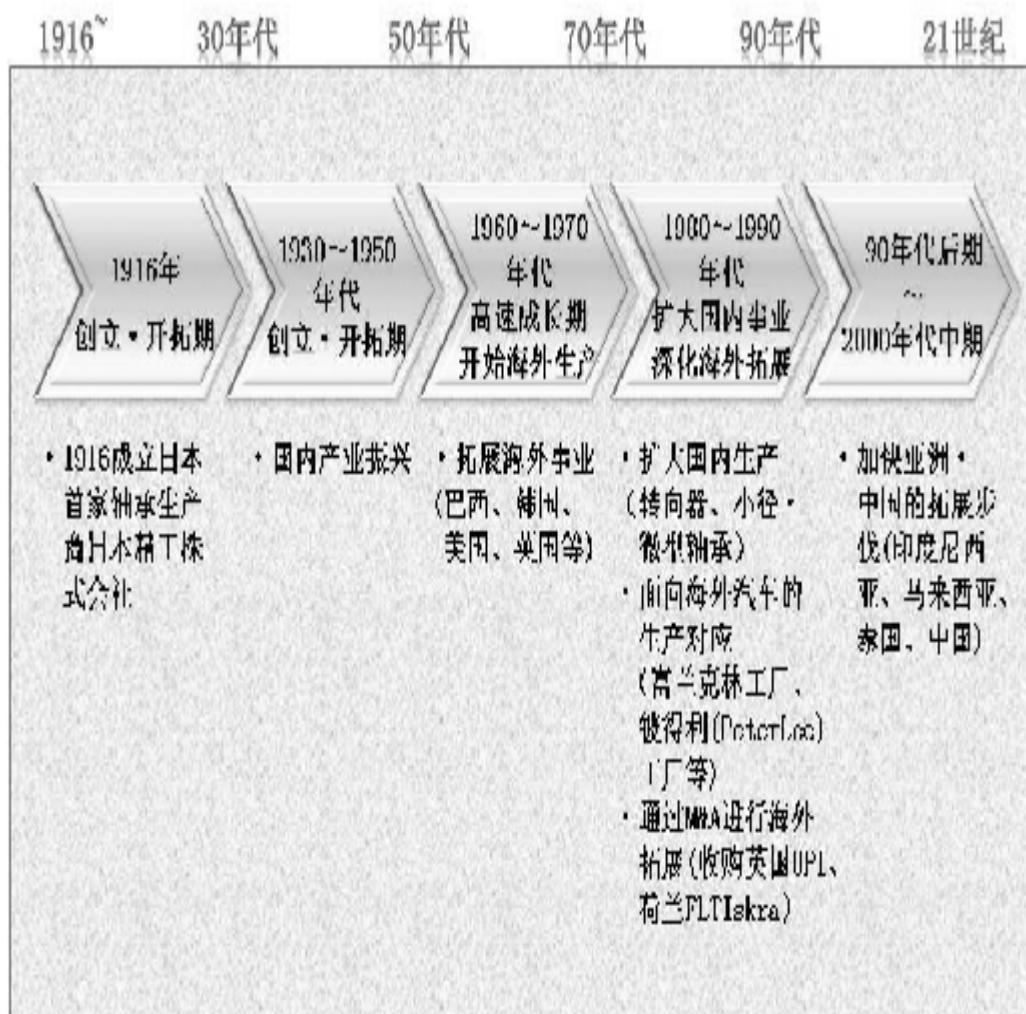 1916~
30年代
50年代
70年代
90年代
21世纪
1916年
创立·开拓期
1930~1950
年代
创立·开拓期
1960~1970
年代
高速成长期
开始海外生产
1980~1990
年代
扩大国内事业
深化海外拓展
90年代后期
~
2000年代中期
·1916成立日本
首家轴承生产
商日本精工株
式会社
·国内产业振兴
·拓展海外事业
(巴西、韩国、
美国、英国等)
·扩大国内生产
(转向器、小径·
微型轴承)
·面向海外汽车的
生产对应
(富兰克林工厂、
彼得利(PeterLee)
工厂等)
·通过M&A进行海外
拓展(收购英国UPI、
荷兰
·加快亚洲·
中国的拓展步
伐(印度尼西
亚、马来西亚、
泰国、中国)